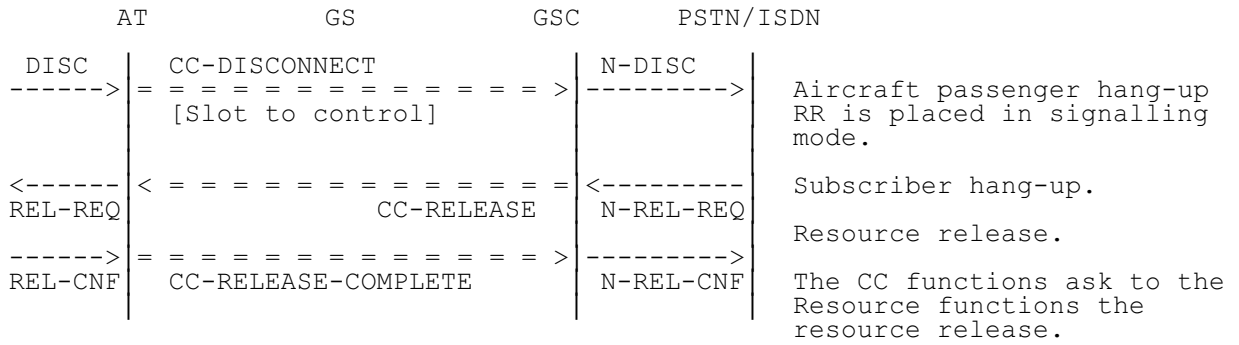 AT GS GSC PSTN/ISDN
DISC CC-DISCONNECT N-DISC
------>|= = = = = = = = = = = = = >|---------> Aircraft passenger hang-up
[Slot to control] RR is placed in signalling
mode.
<------|< = = = = = = = = = = = = =|<--------- Subscriber hang-up.
REL-REQ CC-RELEASE N-REL-REQ
Resource release.
------>|= = = = = = = = = = = = = >|--------->
REL-CNF CC-RELEASE-COMPLETE N-REL-CNF The CC functions ask to the
Resource functions the
resource release.